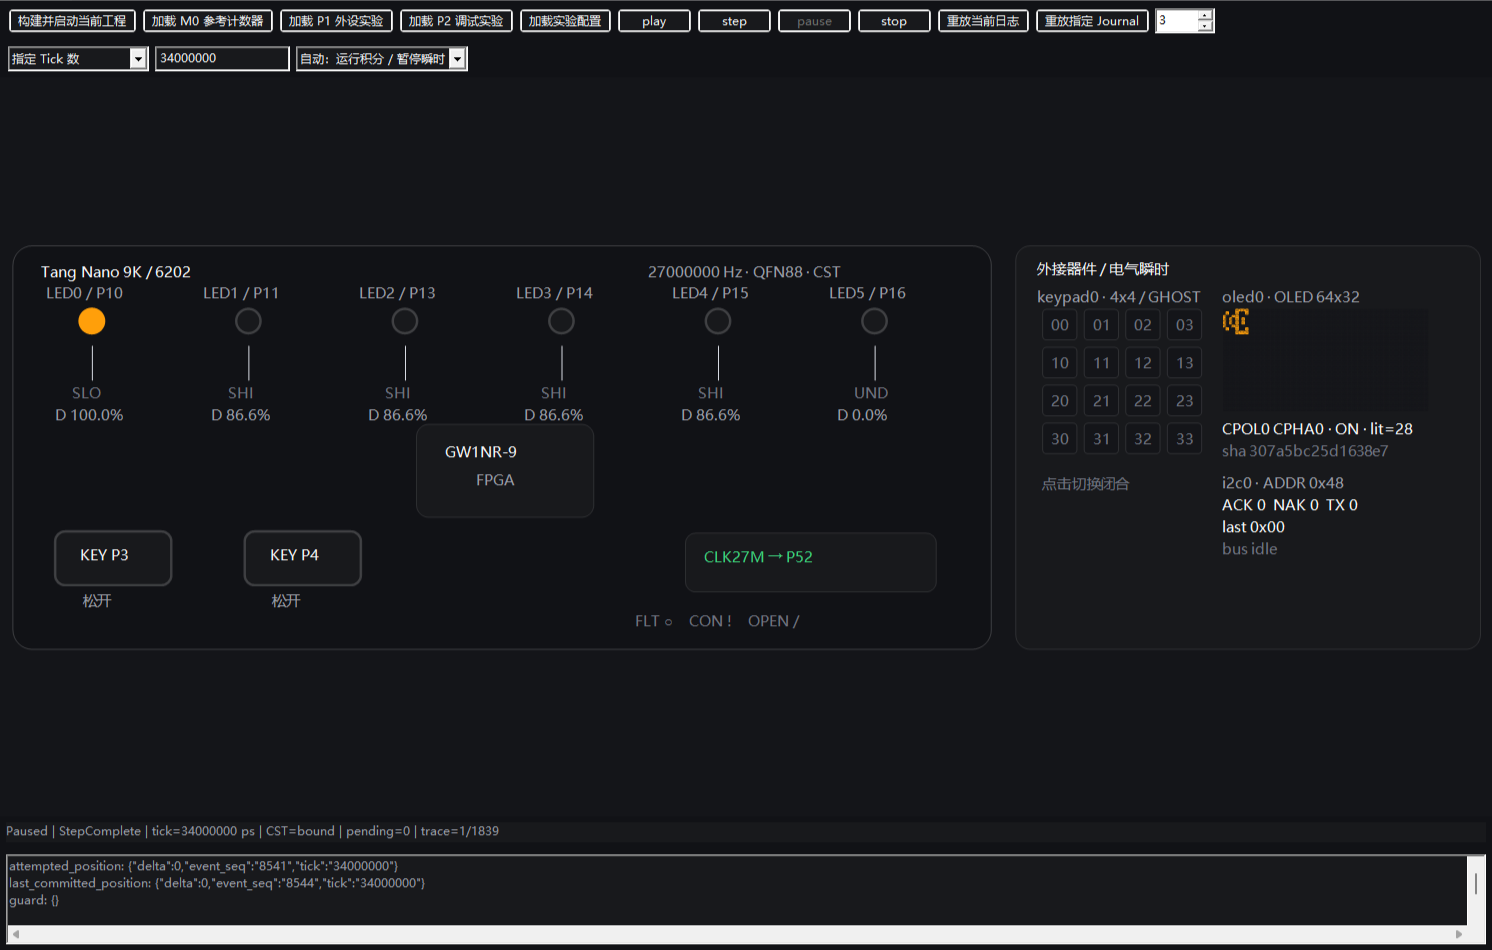 构建并启动当前工程 加载 M0 参考计数器 加载 P1 外设实验 加载 P2 调试实验 加载实验配置 play step pause stop 重放当前日志 重放指定 Journal 3
指定 Tick 数 34000000 自动：运行积分 / 暂停瞬时
Tang Nano 9K / 6202 27000000 Hz · QFN88 · CST
LED0 / P10 LED1 / P11 LED2 / P13 LED3 / P14 LED4 / P15 LED5 / P16
SLO SHI SHI SHI SHI UND
D 100.0% D 86.6% D 86.6% D 86.6% D 86.6% D 0.0%
GW1NR-9
FPGA
KEY P3 KEY P4 CLK27M → P52
松开 松开
FLT ○ CON ! OPEN /
外接器件 / 电气瞬时
keypad0 · 4x4 / GHOST oled0 · OLED 64x32
00 01 02 03
10 11 12 13
20 21 22 23
30 31 32 33
点击切换闭合
CPOL0 CPHA0 · ON · lit=28
sha 307a5bc25d1638e7
i2c0 · ADDR 0x48
ACK 0 NAK 0 TX 0
last 0x00
bus idle
Paused | StepComplete | tick=34000000 ps | CST=bound | pending=0 | trace=1/1839
attempted_position: {"delta":0,"event_seq":"8541","tick":"34000000"}
last_committed_position: {"delta":0,"event_seq":"8544","tick":"34000000"}
guard: {}